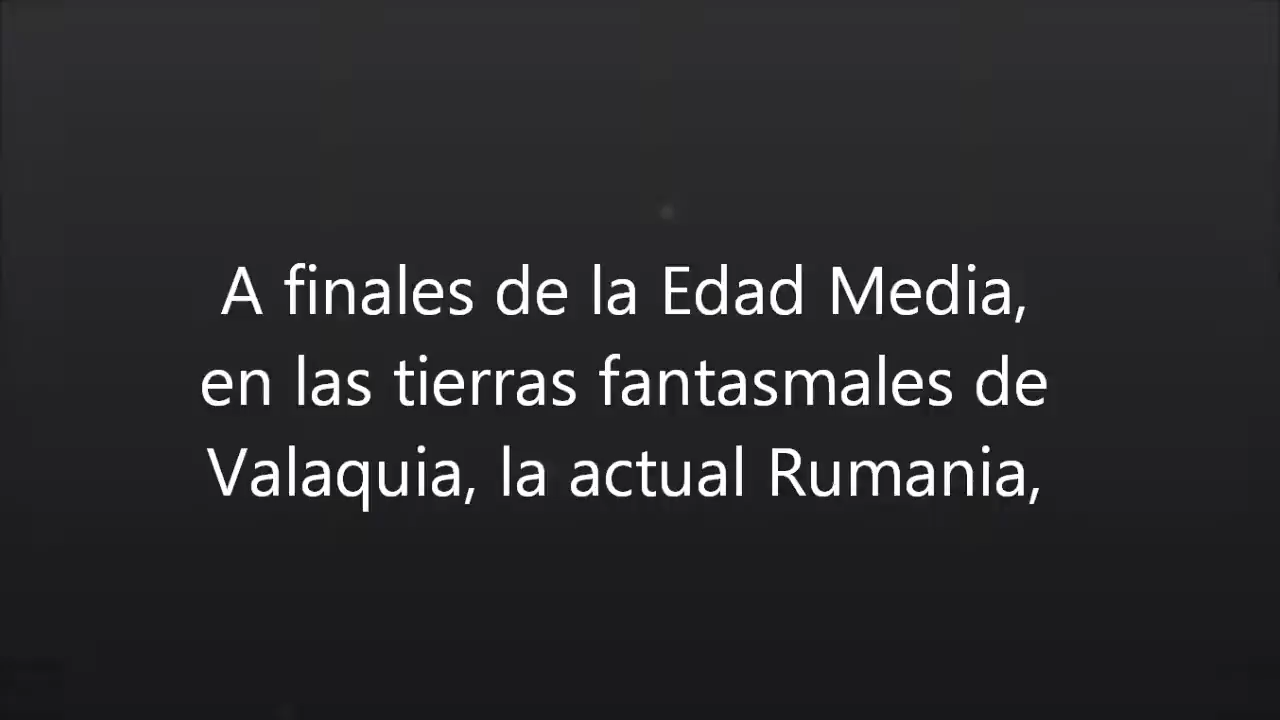 A finales de la Edad Media,
en las tierras fantasmales de
Valaquia, la actual Rumania,